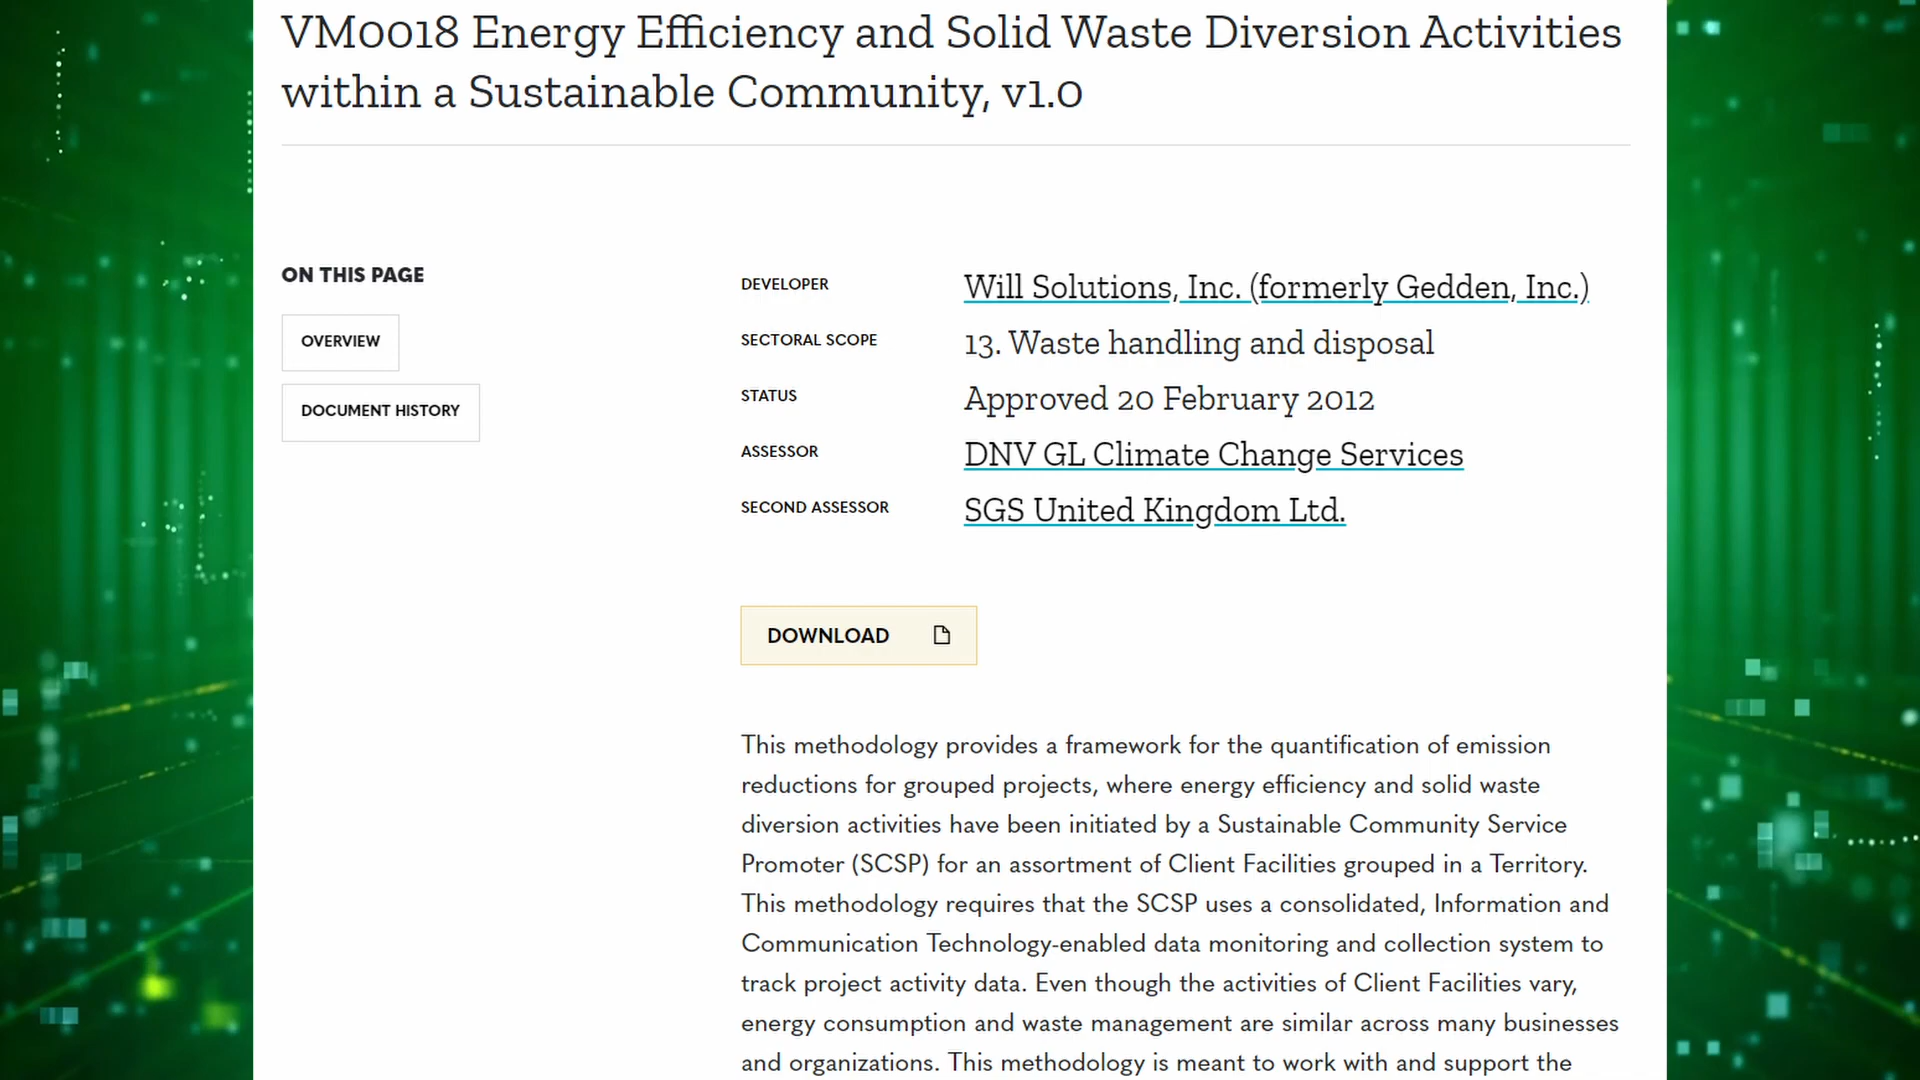 VM0018 Energy Efficiency and Solid Waste Diversion Activities
within a Sustainable Community, v1.0
ON THIS PAGE
OVERVIEW
DOCUMENT HISTORY
DEVELOPER Will Solutions, Inc. (formerly Gedden, Inc.)
SECTORAL SCOPE 13. Waste handling and disposal
STATUS Approved 20 February 2012
ASSESSOR DNV GL Climate Change Services
SECOND ASSESSOR SGS United Kingdom Ltd.
DOWNLOAD
This methodology provides a framework for the quantification of emission
reductions for grouped projects, where energy efficiency and solid waste
diversion activities have been initiated by a Sustainable Community Service
Promoter (SCSP) for an assortment of Client Facilities grouped in a Territory.
This methodology requires that the SCSP uses a consolidated, Information and
Communication Technology-enabled data monitoring and collection system to
track project activity data. Even though the activities of Client Facilities vary,
energy consumption and waste management are similar across many businesses
and organizations. This methodology is meant to work with and support the